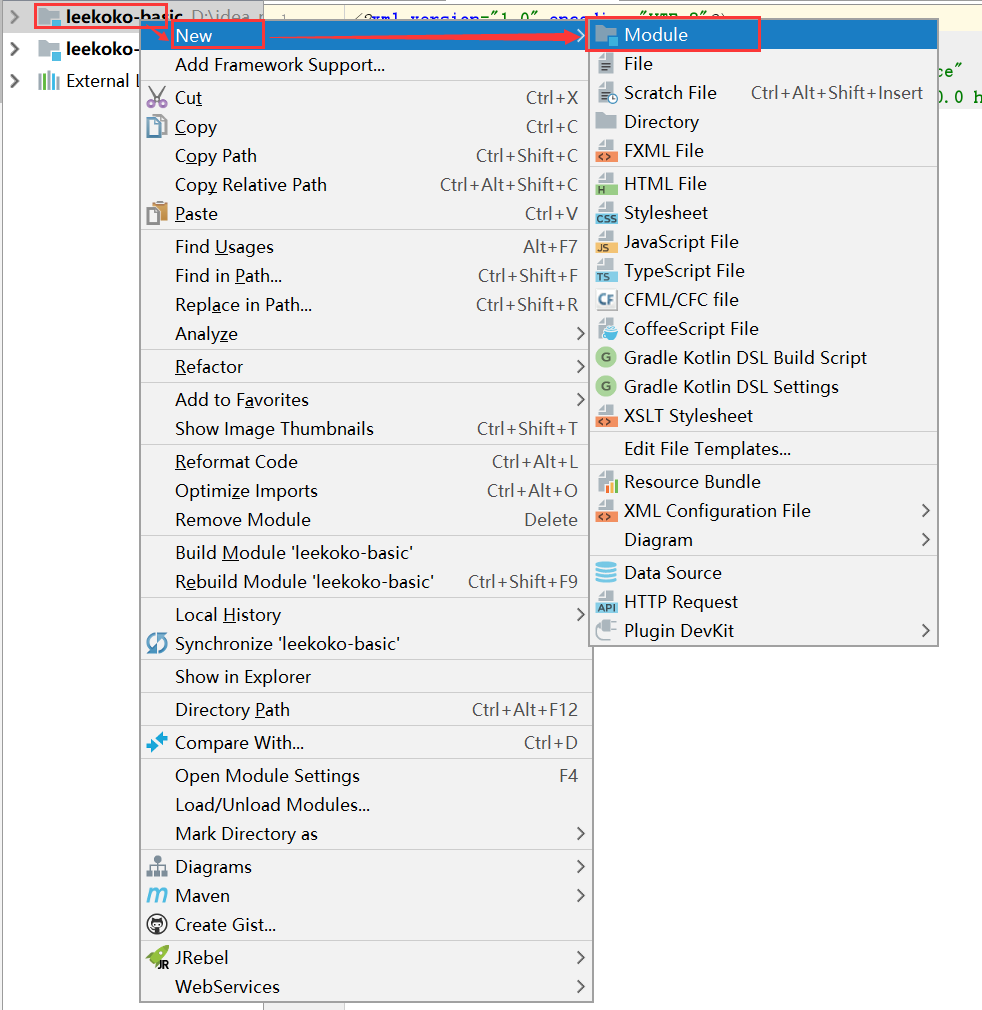 leekoko-basic D:\idea
leekoko-
External
1
<?xml version="1.0" encoding="UTF-8"?>
ce"
0.0 h
New
Add Framework Support...
Cut Ctrl+X
Copy Ctrl+C
Copy Path Ctrl+Shift+C
Copy Relative Path Ctrl+Alt+Shift+C
Paste Ctrl+V
Find Usages Alt+F7
Find in Path... Ctrl+Shift+F
Replace in Path... Ctrl+Shift+R
Analyze
Refactor
Add to Favorites
Show Image Thumbnails Ctrl+Shift+T
Reformat Code Ctrl+Alt+L
Optimize Imports Ctrl+Alt+O
Remove Module Delete
Build Module 'leekoko-basic'
Rebuild Module 'leekoko-basic' Ctrl+Shift+F9
Local History
Synchronize 'leekoko-basic'
Show in Explorer
Directory Path Ctrl+Alt+F12
Compare With... Ctrl+D
Open Module Settings F4
Load/Unload Modules...
Mark Directory as
Diagrams
Maven
Create Gist...
JRebel
WebServices
Module
File
Scratch File Ctrl+Alt+Shift+Insert
Directory
FXML File
HTML File
Stylesheet
JavaScript File
TypeScript File
CFML/CFC file
CoffeeScript File
Gradle Kotlin DSL Build Script
Gradle Kotlin DSL Settings
XSLT Stylesheet
Edit File Templates...
Resource Bundle
XML Configuration File
Diagram
Data Source
HTTP Request
Plugin DevKit